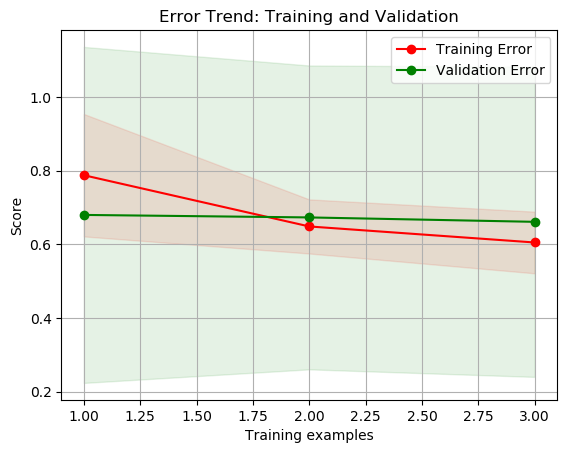 Error Trend: Training and Validation
Training Error
Validation Error
1.0
0.8
0.6
0.4
0.2
Score
1.00 1.25 1.50 1.75 2.00 2.25 2.50 2.75 3.00
Training examples